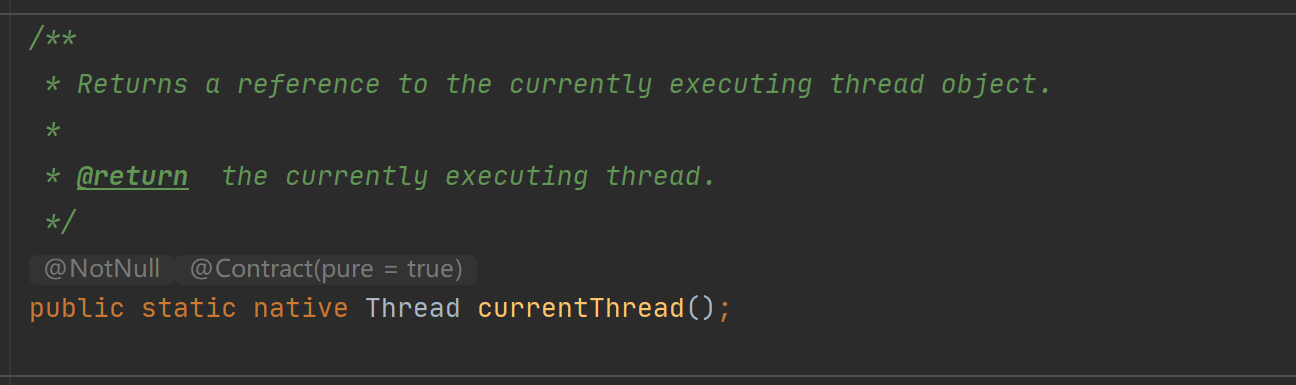 /**
 * Returns a reference to the currently executing thread object.
 *
 * @return  the currently executing thread.
 */
@NotNull @Contract(pure = true)
public static native Thread currentThread();